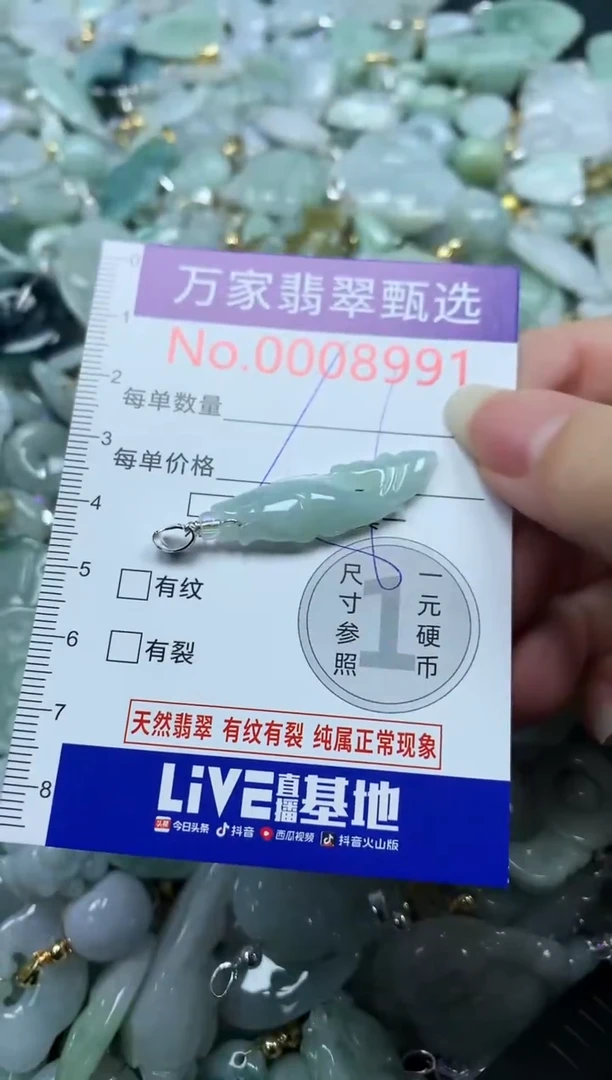 万家翡翠甄选
No.0008991
每单数量
每单价格
有纹
有裂
尺寸参照
1
一元硬币
天然翡翠 有纹有裂 纯属正常现象
LiVE直播基地
头条 今日头条 抖音 西瓜视频 抖音火山版
0
1
2
3
4
5
6
7
8